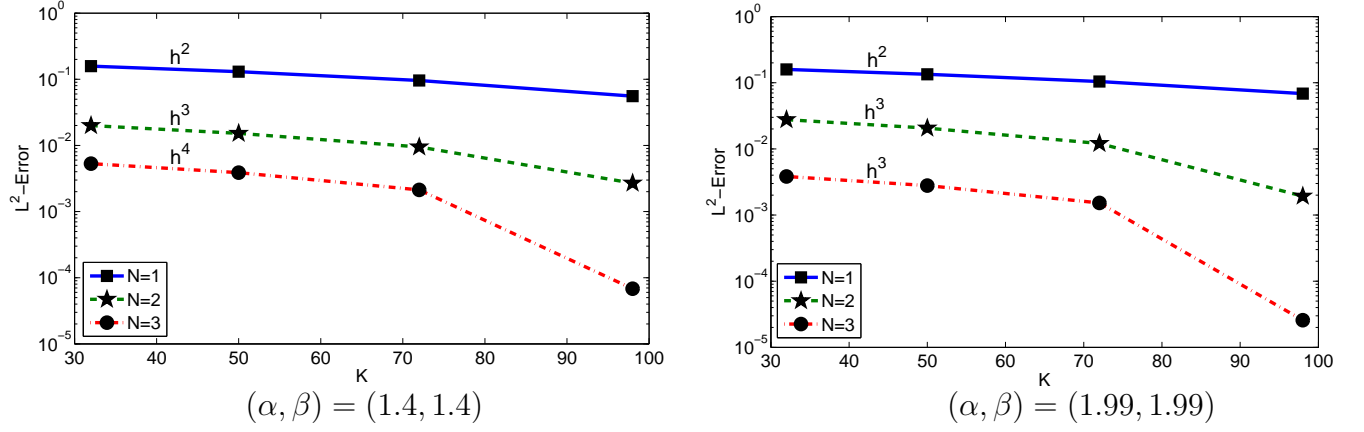 10^0
10^{-1}
10^{-2}
10^{-3}
10^{-4}
10^{-5}
L^2−Error
h^2
h^3
h^4
N=1
N=2
N=3
30 40 50 60 70 80 90 100
K
(α, β) = (1.4, 1.4)
10^0
10^{-1}
10^{-2}
10^{-3}
10^{-4}
10^{-5}
L^2−Error
h^2
h^3
h^3
N=1
N=2
N=3
30 40 50 60 70 80 90 100
K
(α, β) = (1.99, 1.99)